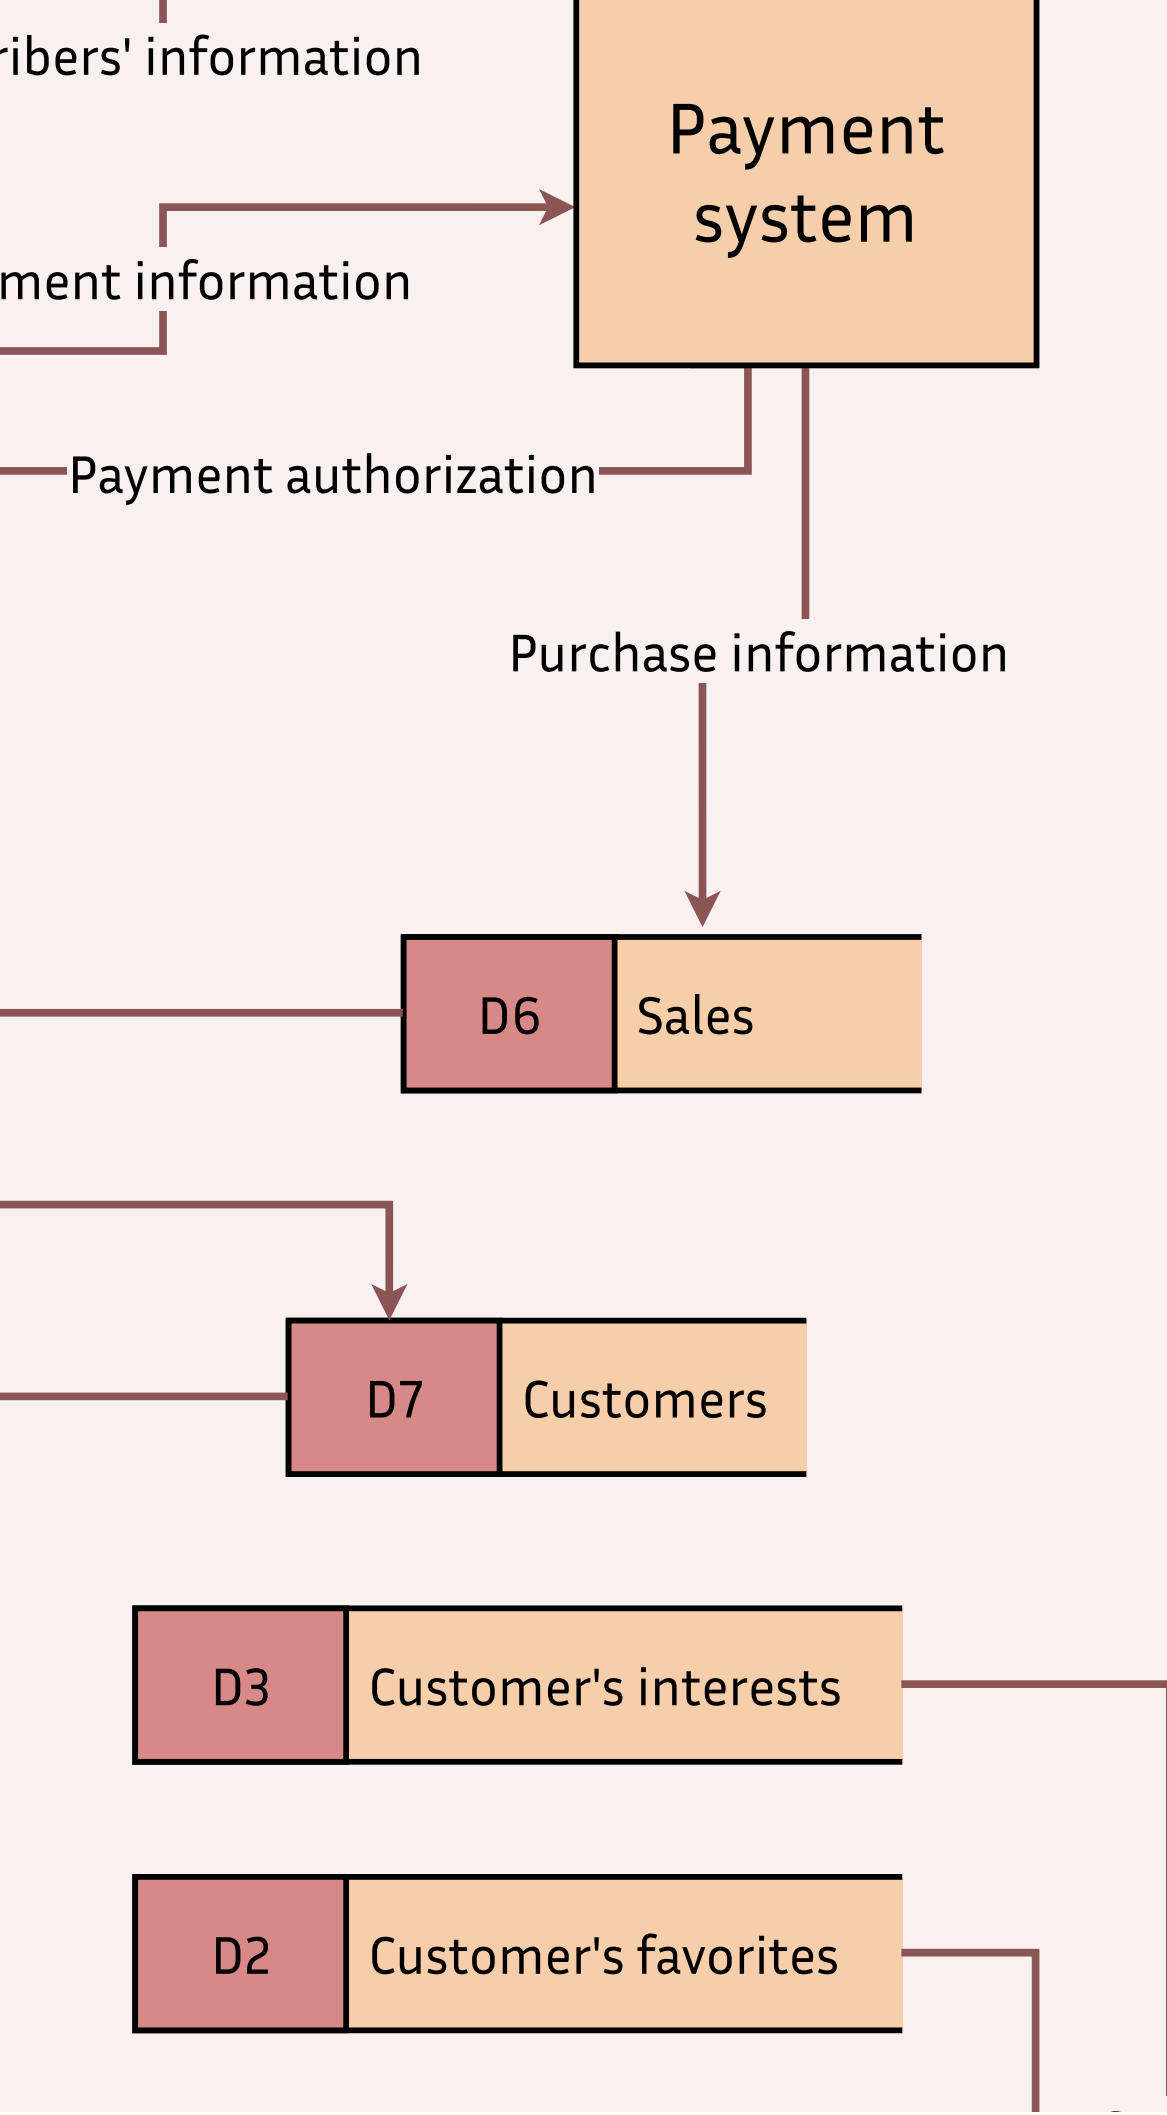 ribers' information
Payment
system
ment information
Payment authorization
Purchase information
D6
Sales
D7
Customers
D3
Customer's interests
D2
Customer's favorites